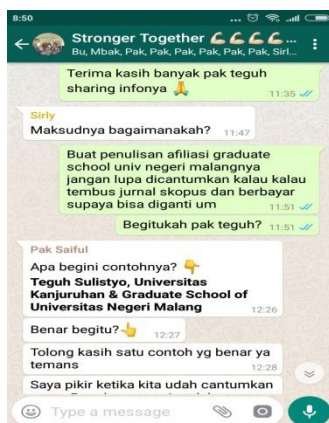 8:50
Stronger Together
Bu, Mbak, Pak, Pak, Pak, Pak, Pak, Pak, Sirl...
Terima kasih banyak pak teguh
sharing infonya 🙏
11:35
Sirly
Maksudnya bagaimanakah? 11:47
Buat penulisan afiliasi graduate
school univ negeri malangnya
jangan lupa dicantumkan kalau kalau
tembus jurnal skopus dan berbayar
supaya bisa diganti um 11:51
Begitukah pak teguh? 11:51
Pak Saiful
Apa begini contohnya? 👇
Teguh Sulistyo, Universitas
Kanjuruhan & Graduate School of
Universitas Negeri Malang 12:26
Benar begitu?👆 12:27
Tolong kasih satu contoh yg benar ya
temans 12:28
Saya pikir ketika kita udah cantumkan
Type a message